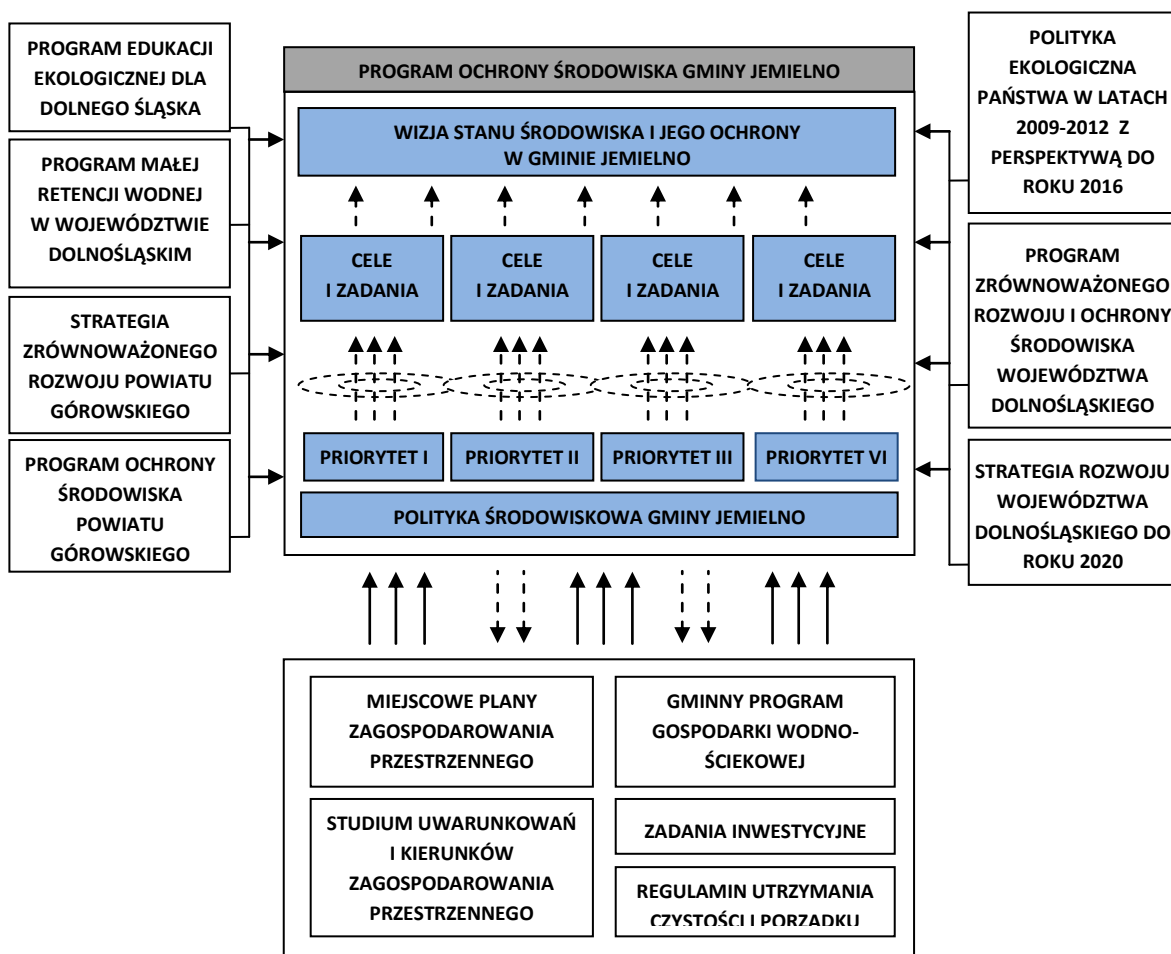 PROGRAM EDUKACJI
EKOLOGICZNEJ DLA
DOLNEGO ŚLĄSKA
PROGRAM MAŁEJ
RETENCJI WODNEJ
W WOJEWÓDZTWIE
DOLNOŚLĄSKIM
STRATEGIA
ZRÓWNOWAŻONEGO
ROZWOJU POWIATU
GÓROWSKIEGO
PROGRAM OCHRONY
ŚRODOWISKA
POWIATU
GÓROWSKIEGO
PROGRAM OCHRONY ŚRODOWISKA GMINY JEMIELNO
WIZJA STANU ŚRODOWISKA I JEGO OCHRONY
W GMINIE JEMIELNO
CELE
I ZADANIA
CELE
I ZADANIA
CELE
I ZADANIA
CELE
I ZADANIA
PRIORYTET I
PRIORYTET II
PRIORYTET III
PRIORYTET VI
POLITYKA ŚRODOWISKOWA GMINY JEMIELNO
POLITYKA
EKOLOGICZNA
PAŃSTWA W LATACH
2009-2012 Z
PERSPEKTYWĄ DO
ROKU 2016
PROGRAM
ZRÓWNOWAŻONEGO
ROZWOJU I OCHRONY
ŚRODOWISKA
WOJEWÓDZTWA
DOLNOŚLĄSKIEGO
STRATEGIA ROZWOJU
WOJEWÓDZTWA
DOLNOŚLĄSKIEGO DO
ROKU 2020
MIEJSCOWE PLANY
ZAGOSPODAROWANIA
PRZESTRZENNEGO
GMINNY PROGRAM
GOSPODARKI WODNO-
ŚCIEKOWEJ
STUDIUM UWARUNKOWAŃ
I KIERUNKÓW
ZAGOSPODAROWANIA
PRZESTRZENNEGO
ZADANIA INWESTYCYJNE
REGULAMIN UTRZYMANIA
CZYSTOŚCI I PORZĄDKU